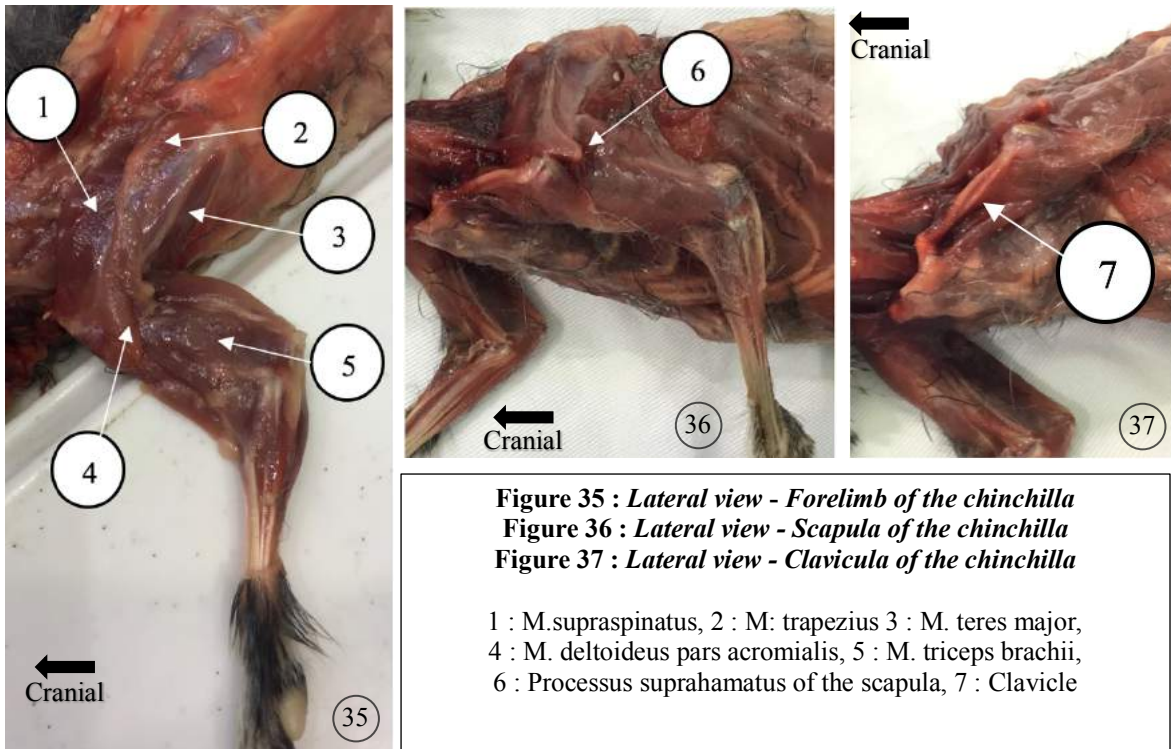 1
2
3
4
5
Cranial
35
6
Cranial
36
Cranial
7
37
Figure 35 : Lateral view - Forelimb of the chinchilla
Figure 36 : Lateral view - Scapula of the chinchilla
Figure 37 : Lateral view - Clavicula of the chinchilla
1 : M.supraspinatus, 2 : M: trapezius 3 : M. teres major,
4 : M. deltoideus pars acromialis, 5 : M. triceps brachii,
6 : Processus suprahamatus of the scapula, 7 : Clavicle